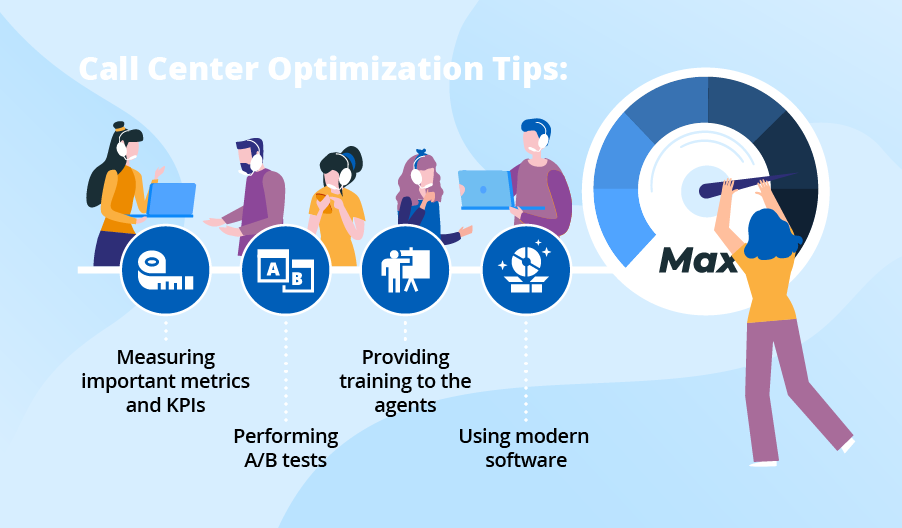 Call Center Optimization Tips:
Max
A
B
Measuring
important metrics
and KPIs
Performing
A/B tests
Providing
training to the
agents
Using modern
software